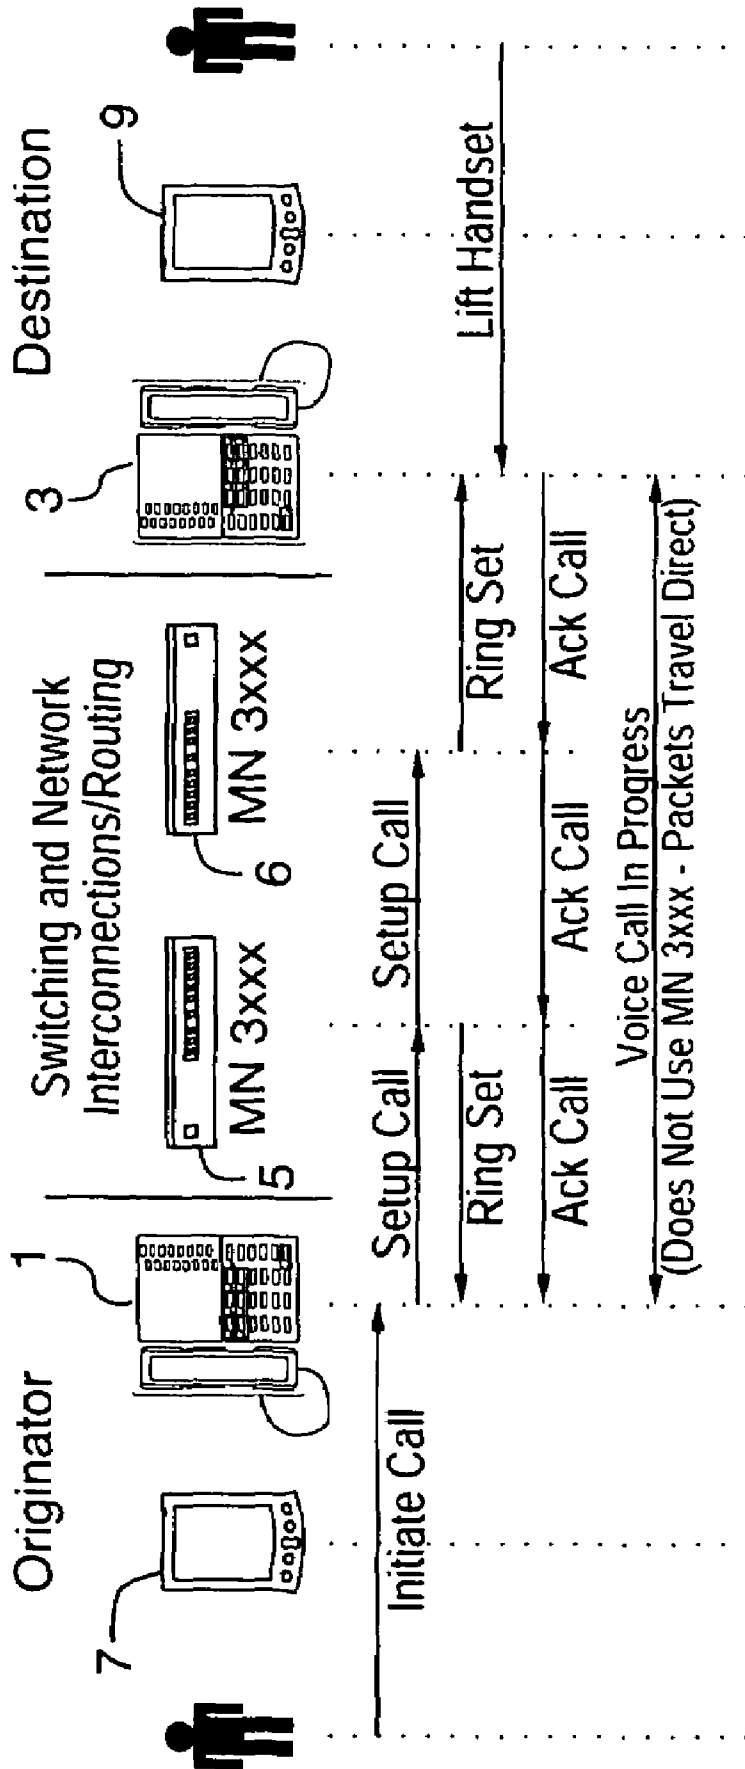 Originator
Switching and Network
Interconnections/Routing
Destination
7
1
5
MN 3xxx
6
MN 3xxx
3
9
Initiate Call
Setup Call
Setup Call
Ring Set
Ring Set
Lift Handset
Ack Call
Ack Call
Ack Call
Voice Call In Progress
(Does Not Use MN 3xxx - Packets Travel Direct)